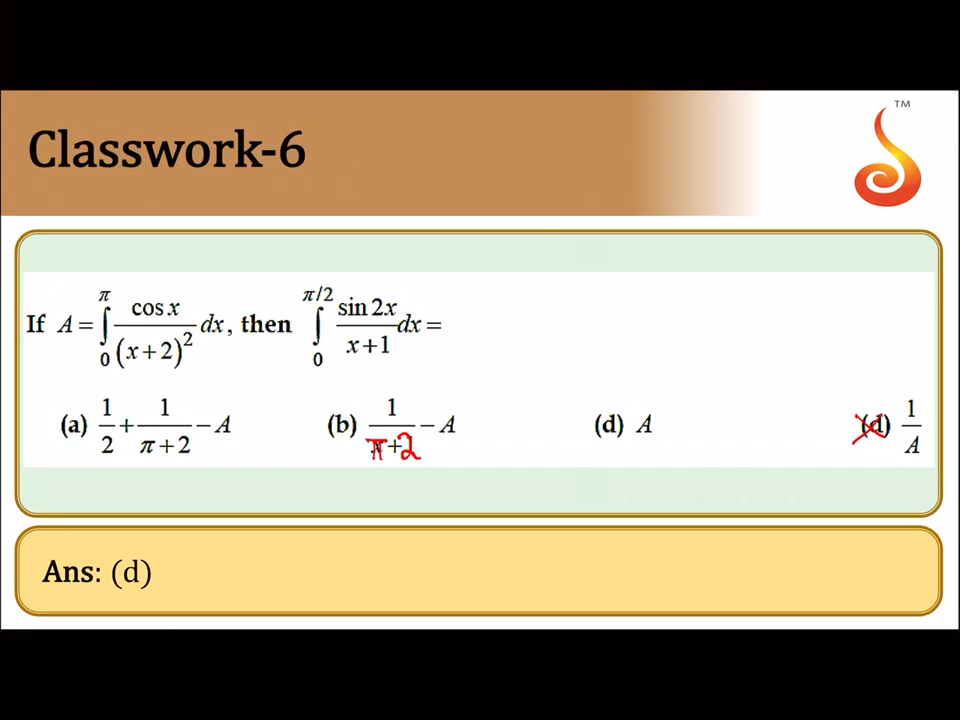 TM
Classwork-6
If A = ∫₀^π cos x / (x+2)² dx, then ∫₀^{π/2} sin 2x / x+1 dx =
(a) 1/2 + 1/π+2 − A (b) 1/π+2 − A (d) A (d) 1/A
Ans: (d)